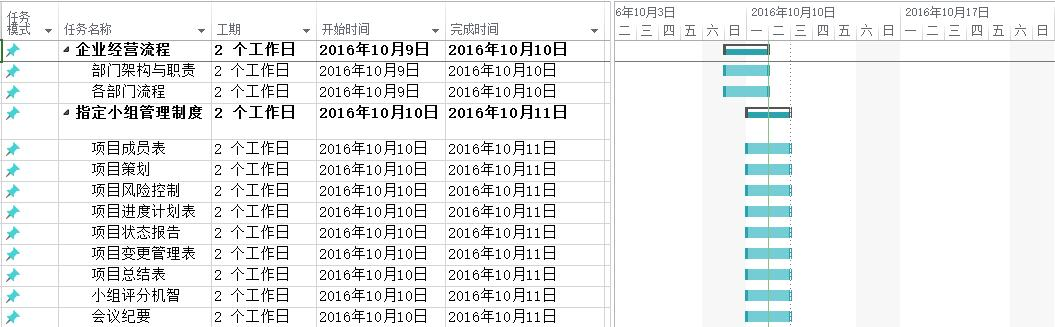 任务模式 任务名称 工期 开始时间 完成时间 6年10月3日 2016年10月10日 2016年10月17日
二 三 四 五 六 日 一 二 三 四 五 六 日 一 二 三 四 五 六 日
企业经营流程 2 个工作日 2016年10月9日 2016年10月10日
部门架构与职责 2 个工作日 2016年10月9日 2016年10月10日
各部门流程 2 个工作日 2016年10月9日 2016年10月10日
指定小组管理制度 2 个工作日 2016年10月10日 2016年10月11日
项目成员表 2 个工作日 2016年10月10日 2016年10月11日
项目策划 2 个工作日 2016年10月10日 2016年10月11日
项目风险控制 2 个工作日 2016年10月10日 2016年10月11日
项目进度计划表 2 个工作日 2016年10月10日 2016年10月11日
项目状态报告 2 个工作日 2016年10月10日 2016年10月11日
项目变更管理表 2 个工作日 2016年10月10日 2016年10月11日
项目总结表 2 个工作日 2016年10月10日 2016年10月11日
小组评分机智 2 个工作日 2016年10月10日 2016年10月11日
会议纪要 2 个工作日 2016年10月10日 2016年10月11日